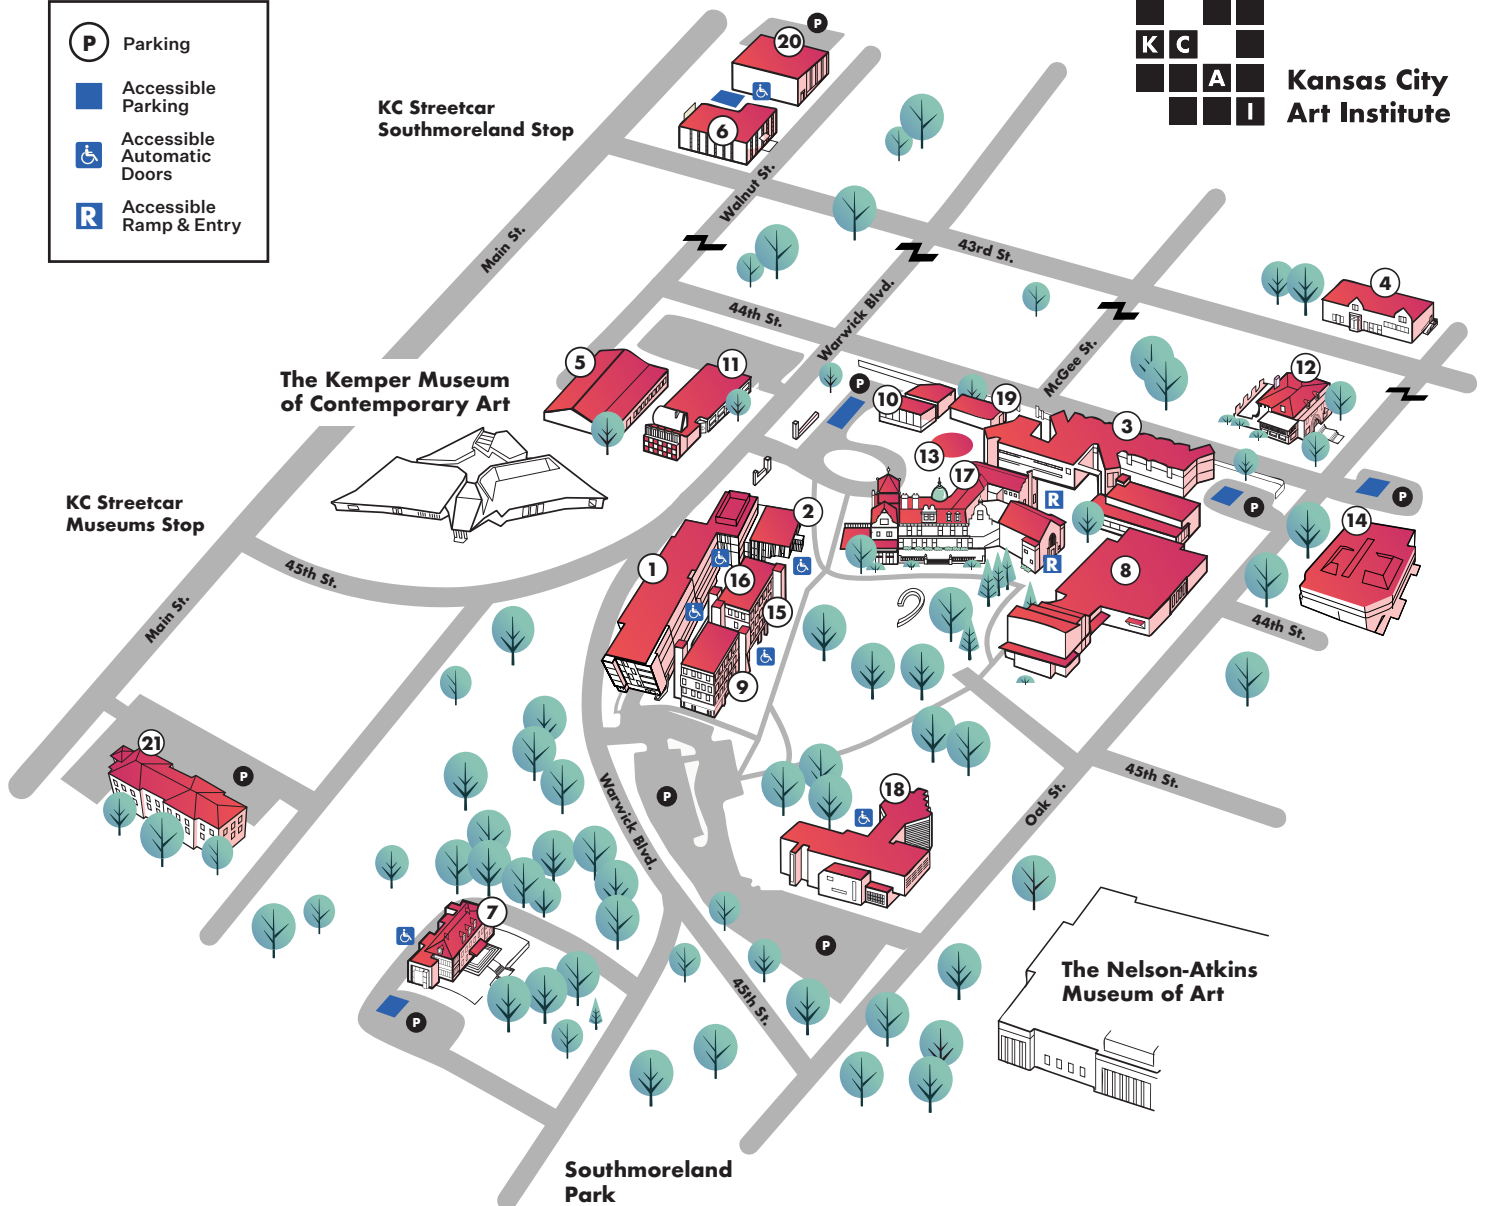 P Parking
Accessible
Parking
Accessible
Automatic
Doors
R Accessible
Ramp & Entry
KC Streetcar
Southmoreland Stop
K C
A
I
Kansas City
Art Institute
P
20
6
Walnut St.
Main St.
43rd St.
4
44th St.
Warwick Blvd.
McGee St.
5
11
12
The Kemper Museum
of Contemporary Art
P
10
19
3
13
17
KC Streetcar
Museums Stop
R
P
P
2
14
1
16
15
R
8
45th St.
Main St.
44th St.
9
21
P
45th St.
P
18
Oak St.
Warwick Blvd.
7
P
The Nelson-Atkins
Museum of Art
45th St.
P
Southmoreland
Park